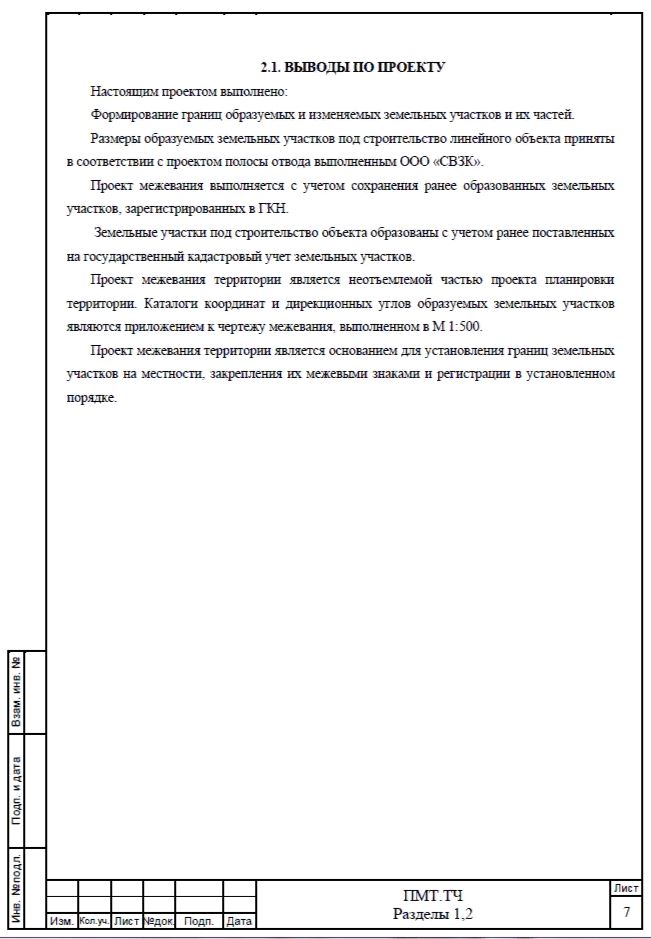 2.1. ВЫВОДЫ ПО ПРОЕКТУ
Настоящим проектом выполнено:
Формирование границ образуемых и изменяемых земельных участков и их частей.
Размеры образуемых земельных участков под строительство линейного объекта приняты
в соответствии с проектом полосы отвода выполненным ООО «СВЗК».
Проект межевания выполняется с учетом сохранения ранее образованных земельных
участков, зарегистрированных в ГКН.
Земельные участки под строительство объекта образованы с учетом ранее поставленных
на государственный кадастровый учет земельных участков.
Проект межевания территории является неотъемлемой частью проекта планировки
территории. Каталоги координат и дирекционных углов образуемых земельных участков
являются приложением к чертежу межевания, выполненном в М 1:500.
Проект межевания территории является основанием для установления границ земельных
участков на местности, закрепления их межевыми знаками и регистрации в установленном
порядке.
Взам. инв. №
Подп. и дата
Инв. №подл.
Изм. Кол.уч. Лист №док. Подп. Дата
ПМТ.ТЧ
Разделы 1,2
Лист
7